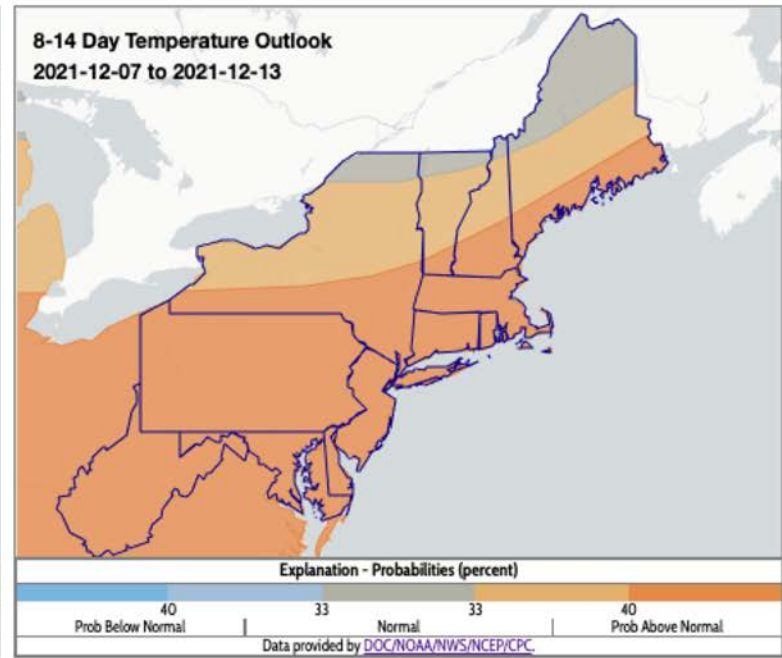 8-14 Day Temperature Outlook
2021-12-07 to 2021-12-13
Explanation - Probabilities (percent)
40 33 33 40
Prob Below Normal | Normal | Prob Above Normal
Data provided by DOC/NOAA/NWS/NCEP/CPC.